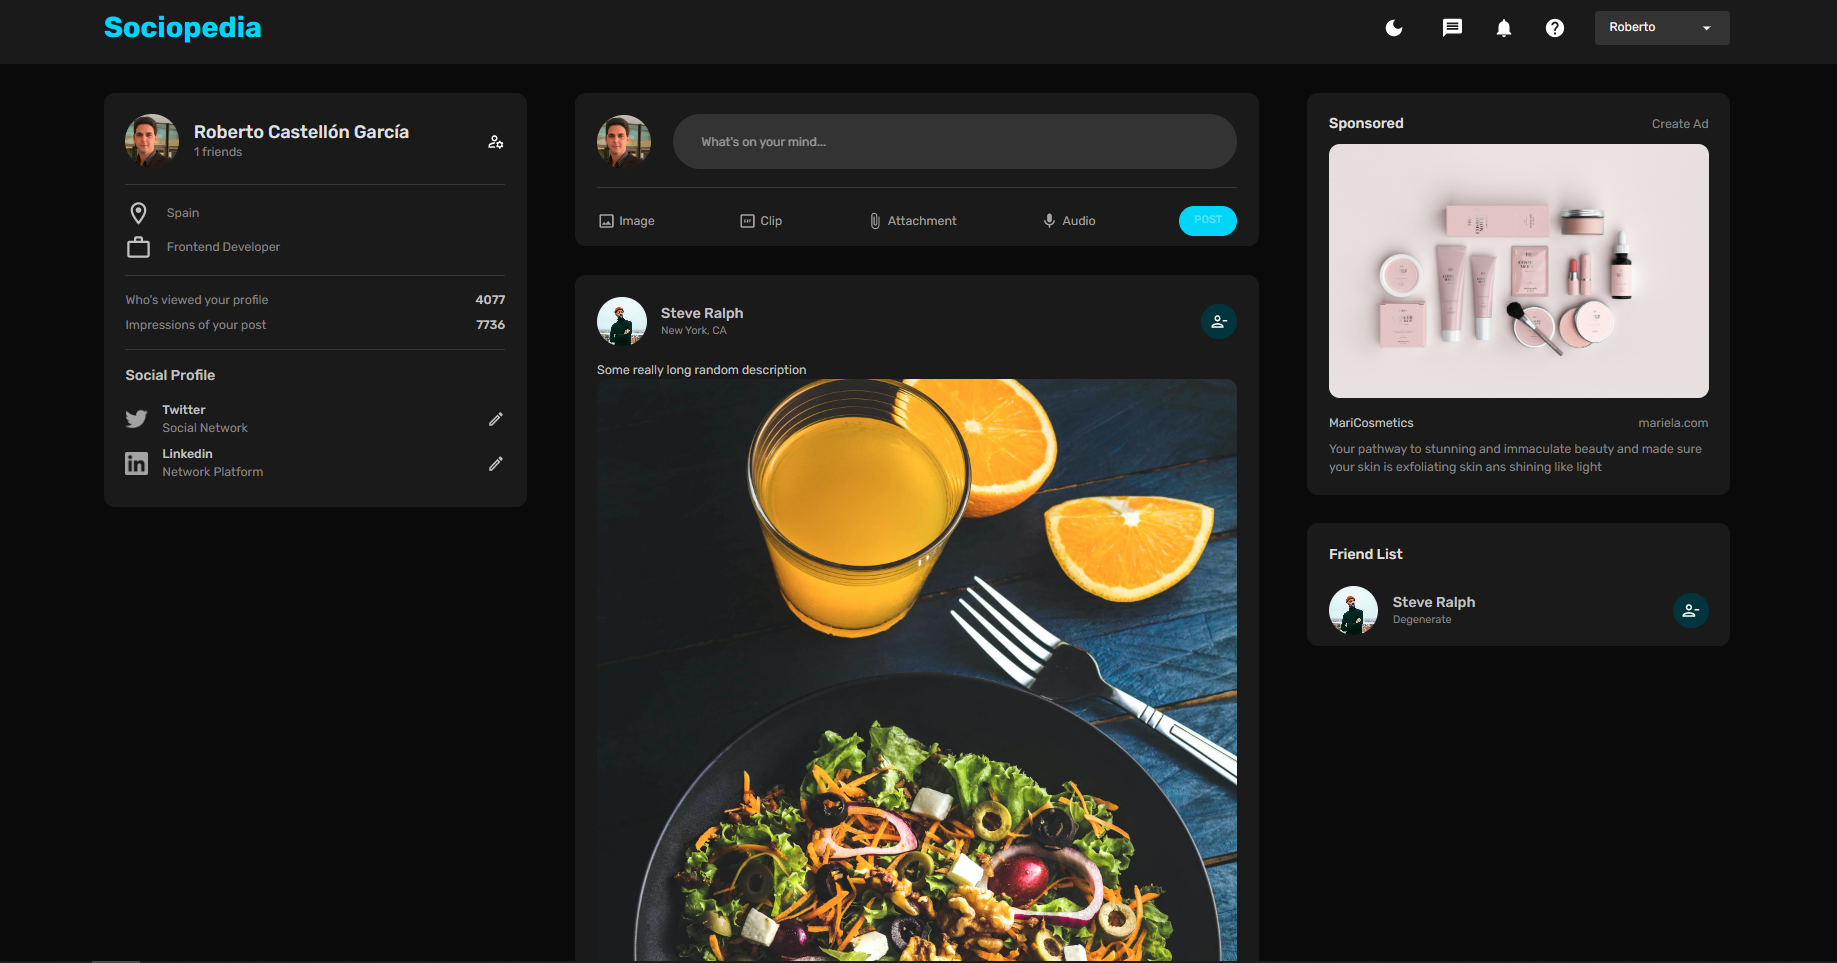 Sociopedia
Roberto
Roberto Castellón García
1 friends
Spain
Frontend Developer
Who's viewed your profile 4077
Impressions of your post 7736
Social Profile
Twitter
Social Network
Linkedin
Network Platform
What's on your mind...
Image Clip Attachment Audio POST
Steve Ralph
New York, CA
Some really long random description
Sponsored Create Ad
MariCosmetics mariela.com
Your pathway to stunning and immaculate beauty and made sure
your skin is exfoliating skin ans shining like light
Friend List
Steve Ralph
Degenerate